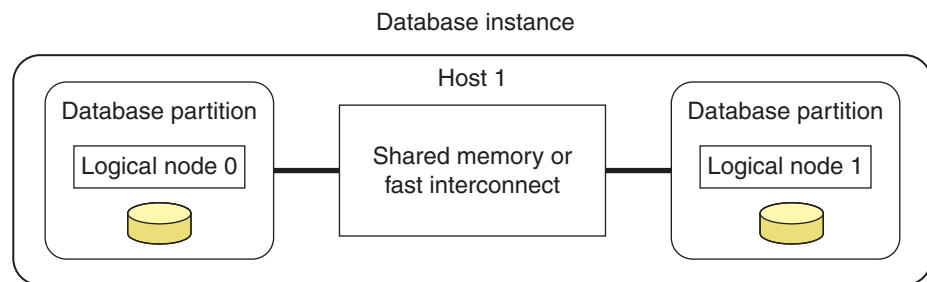 Database instance
Host 1
Database partition
Logical node 0
Shared memory or
fast interconnect
Database partition
Logical node 1